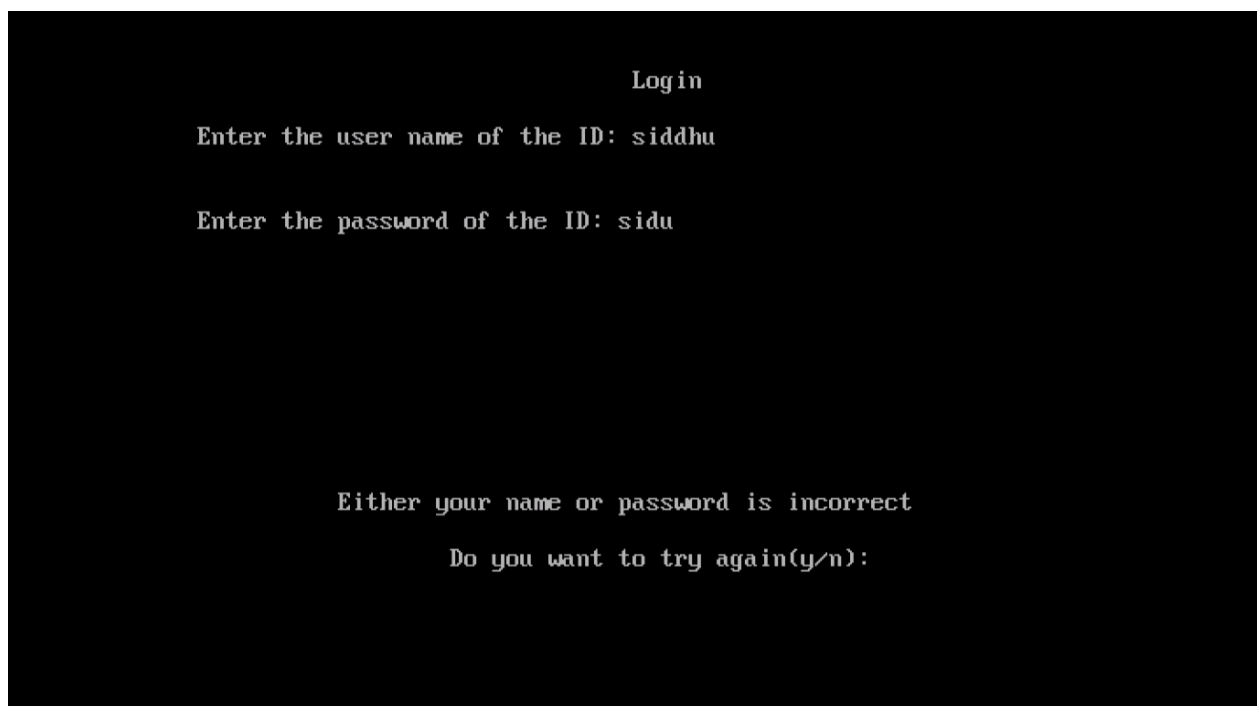 Login
Enter the user name of the ID: siddhu
Enter the password of the ID: sidu
Either your name or password is incorrect
Do you want to try again(y/n):